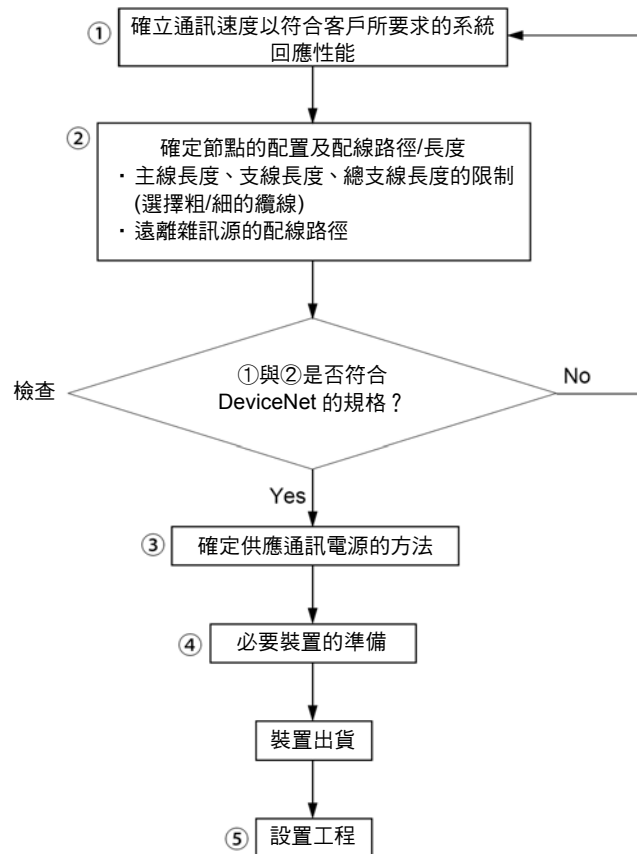 ① 確立通訊速度以符合客戶所要求的系統
回應性能
② 確定節點的配置及配線路徑/長度
・主線長度、支線長度、總支線長度的限制
(選擇粗/細的纜線)
・遠離雜訊源的配線路徑
檢查
①與②是否符合
DeviceNet 的規格？
No
Yes
③ 確定供應通訊電源的方法
④ 必要裝置的準備
裝置出貨
⑤ 設置工程